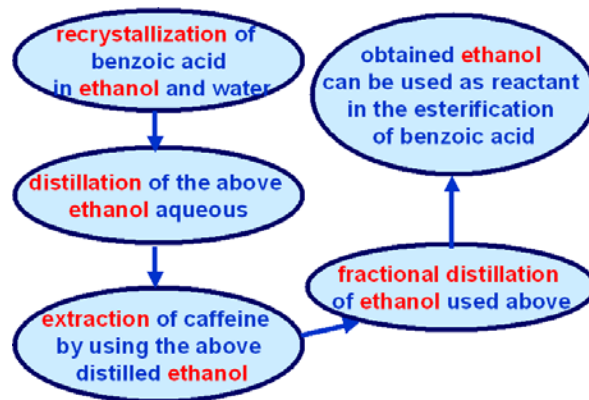 recrystallization of
benzoic acid
in ethanol and water
distillation of the above
ethanol aqueous
extraction of caffeine
by using the above
distilled ethanol
fractional distillation
of ethanol used above
obtained ethanol
can be used as reactant
in the esterification
of benzoic acid